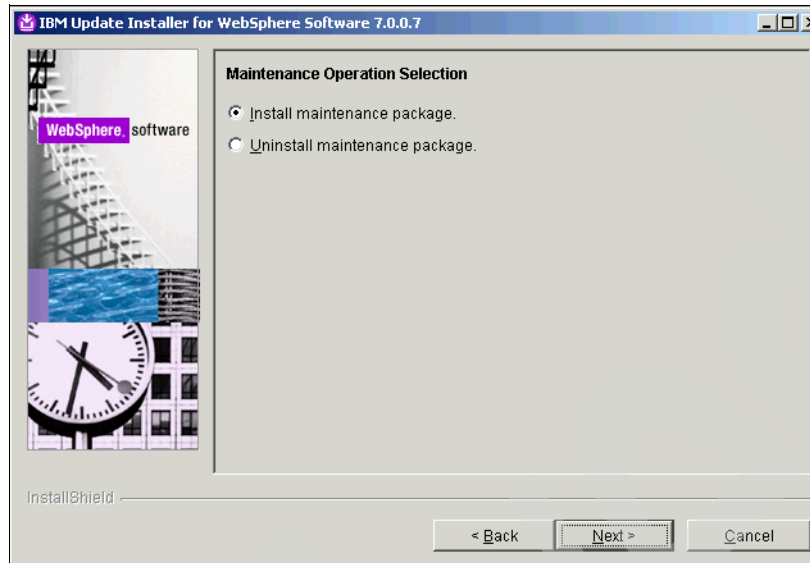 IBM Update Installer for WebSphere Software 7.0.0.7
WebSphere. software
Maintenance Operation Selection
Install maintenance package.
Uninstall maintenance package.
InstallShield
< Back
Next >
Cancel